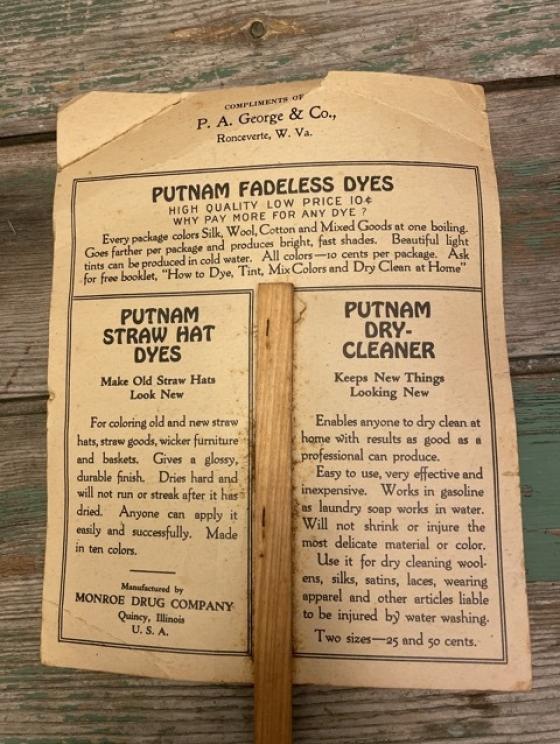 COMPLIMENTS OF
P. A. George & Co.,
Ronceverte, W. Va.
PUTNAM FADELESS DYES
HIGH QUALITY LOW PRICE 10¢
WHY PAY MORE FOR ANY DYE ?
Every package colors Silk, Wool, Cotton and Mixed Goods at one boiling.
Goes farther per package and produces bright, fast shades. Beautiful light
tints can be produced in cold water. All colors—10 cents per package. Ask
for free booklet, "How to Dye, Tint, Mix Colors and Dry Clean at Home"
PUTNAM
STRAW HAT
DYES
Make Old Straw Hats
Look New
For coloring old and new straw
hats, straw goods, wicker furniture
and baskets. Gives a glossy,
durable finish. Dries hard and
will not run or streak after it has
dried. Anyone can apply it
easily and successfully. Made
in ten colors.
Manufactured by
MONROE DRUG COMPANY
Quincy, Illinois
U. S. A.
PUTNAM
DRY-
CLEANER
Keeps New Things
Looking New
Enables anyone to dry clean at
home with results as good as a
professional can produce.
Easy to use, very effective and
inexpensive. Works in gasoline
as laundry soap works in water.
Will not shrink or injure the
most delicate material or color.
Use it for dry cleaning wool-
ens, silks, satins, laces, wearing
apparel and other articles liable
to be injured by water washing.
Two sizes—25 and 50 cents.